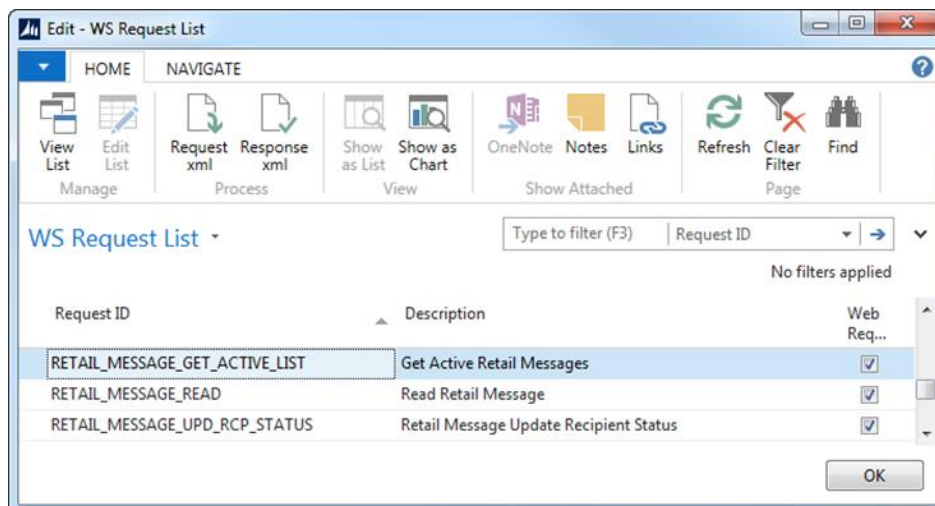 Edit - WS Request List
HOME NAVIGATE
View List
Edit List
Request xml
Response xml
Show as List
Show as Chart
OneNote
Notes
Links
Refresh
Clear Filter
Find
Manage Process View Show Attached Page
WS Request List
Type to filter (F3) Request ID
No filters applied
Request ID Description Web Req...
RETAIL_MESSAGE_GET_ACTIVE_LIST Get Active Retail Messages
RETAIL_MESSAGE_READ Read Retail Message
RETAIL_MESSAGE_UPD_RCP_STATUS Retail Message Update Recipient Status
OK